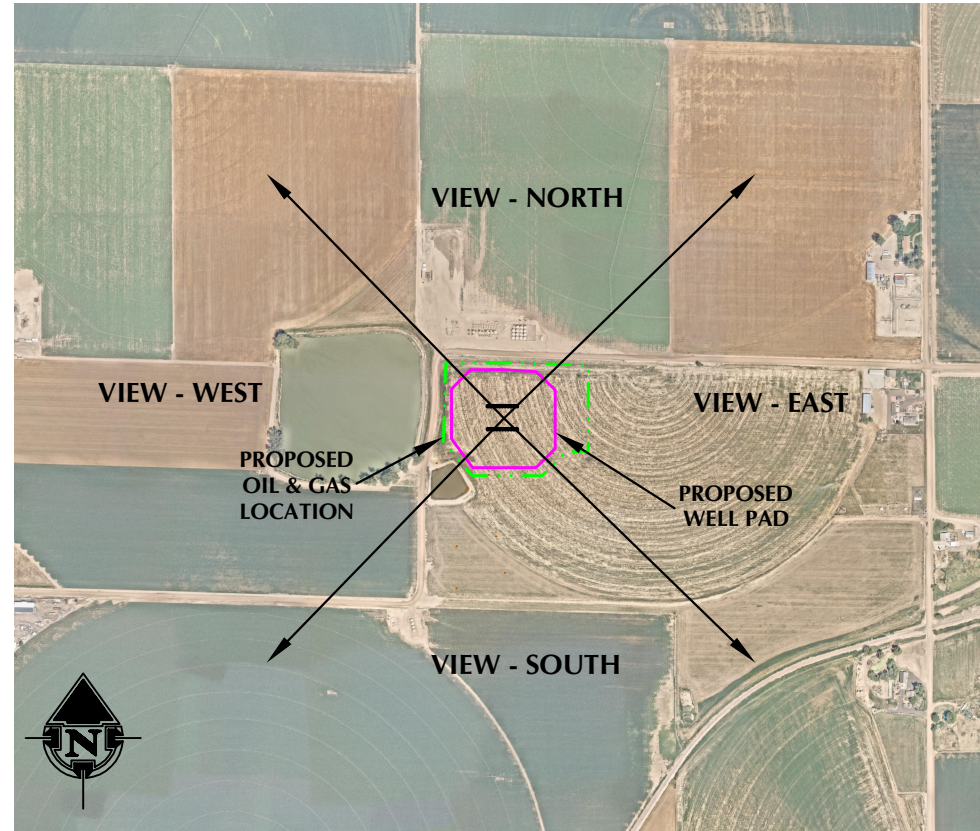 VIEW - NORTH
VIEW - WEST
VIEW - EAST
PROPOSED
OIL & GAS
LOCATION
PROPOSED
WELL PAD
VIEW - SOUTH
N